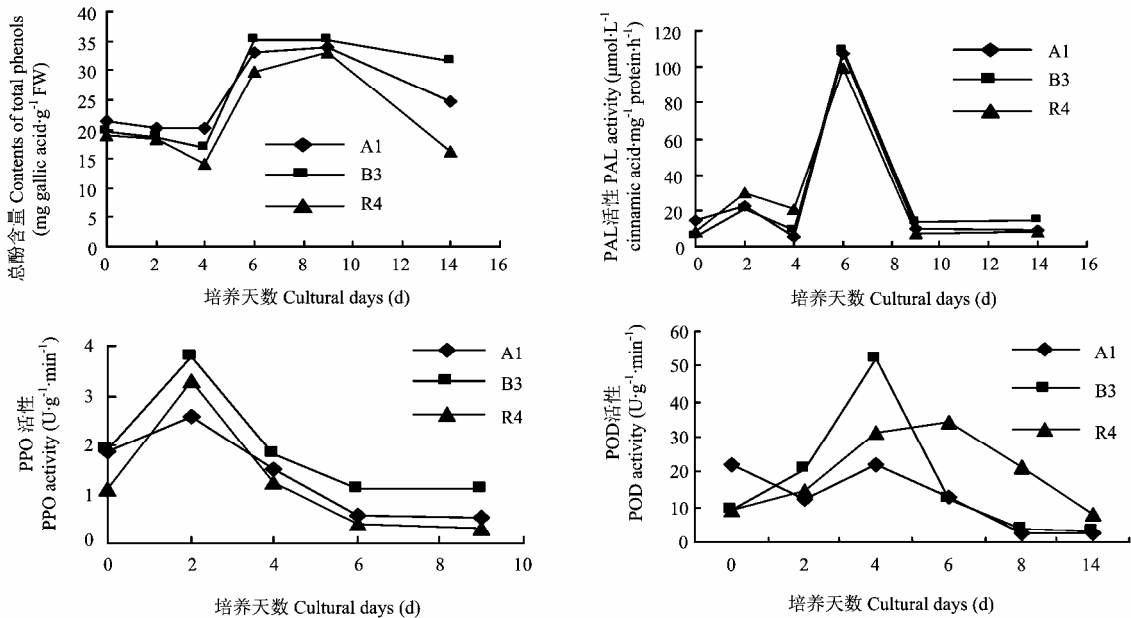 总酚含量 Contents of total phenols
(mg gallic acid·g⁻¹ FW)
40
35
30
25
20
15
10
5
0
0 2 4 6 8 10 12 14 16
A1
B3
R4
培养天数 Cultural days (d)
PAL活性 PAL activity (μmol·L⁻¹
cinnamic acid·mg⁻¹ protein·h⁻¹)
120
100
80
60
40
20
0
0 2 4 6 8 10 12 14 16
A1
B3
R4
培养天数 Cultural days (d)
PPO 活性
PPO activity (U·g⁻¹·min⁻¹)
4
3
2
1
0
0 2 4 6 8 10
A1
B3
R4
培养天数 Cultural days (d)
POD活性
POD activity (U·g⁻¹·min⁻¹)
60
50
40
30
20
10
0
0 2 4 6 8 14
A1
B3
R4
培养天数 Cultural days (d)